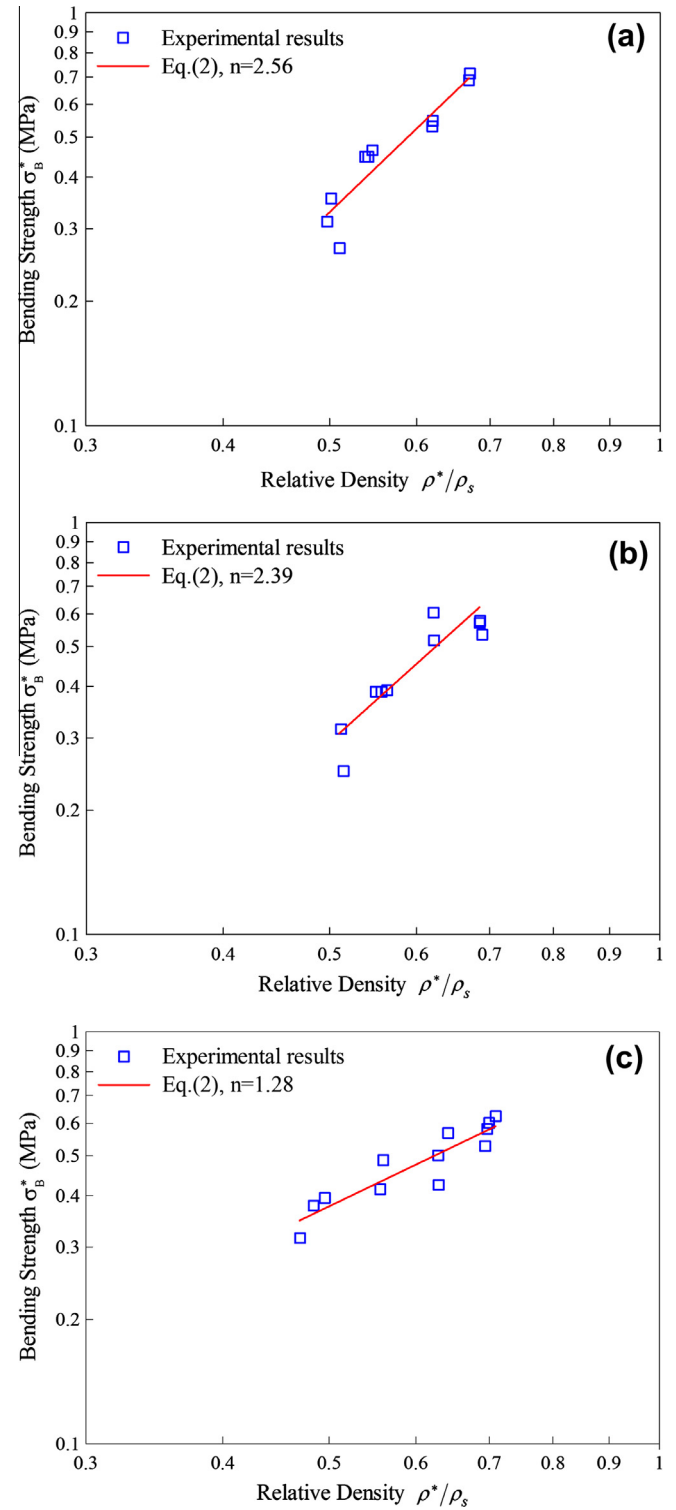 (a)
Experimental results
Eq.(2), n=2.56
1
0.9
0.8
0.7
0.6
0.5
0.4
0.3
0.2
0.1
Bending Strength σ*B (MPa)
0.3 0.4 0.5 0.6 0.7 0.8 0.9 1
Relative Density ρ*/ρs
(b)
Experimental results
Eq.(2), n=2.39
1
0.9
0.8
0.7
0.6
0.5
0.4
0.3
0.2
0.1
Bending Strength σ*B (MPa)
0.3 0.4 0.5 0.6 0.7 0.8 0.9 1
Relative Density ρ*/ρs
(c)
Experimental results
Eq.(2), n=1.28
1
0.9
0.8
0.7
0.6
0.5
0.4
0.3
0.2
0.1
Bending Strength σ*B (MPa)
0.3 0.4 0.5 0.6 0.7 0.8 0.9 1
Relative Density ρ*/ρs